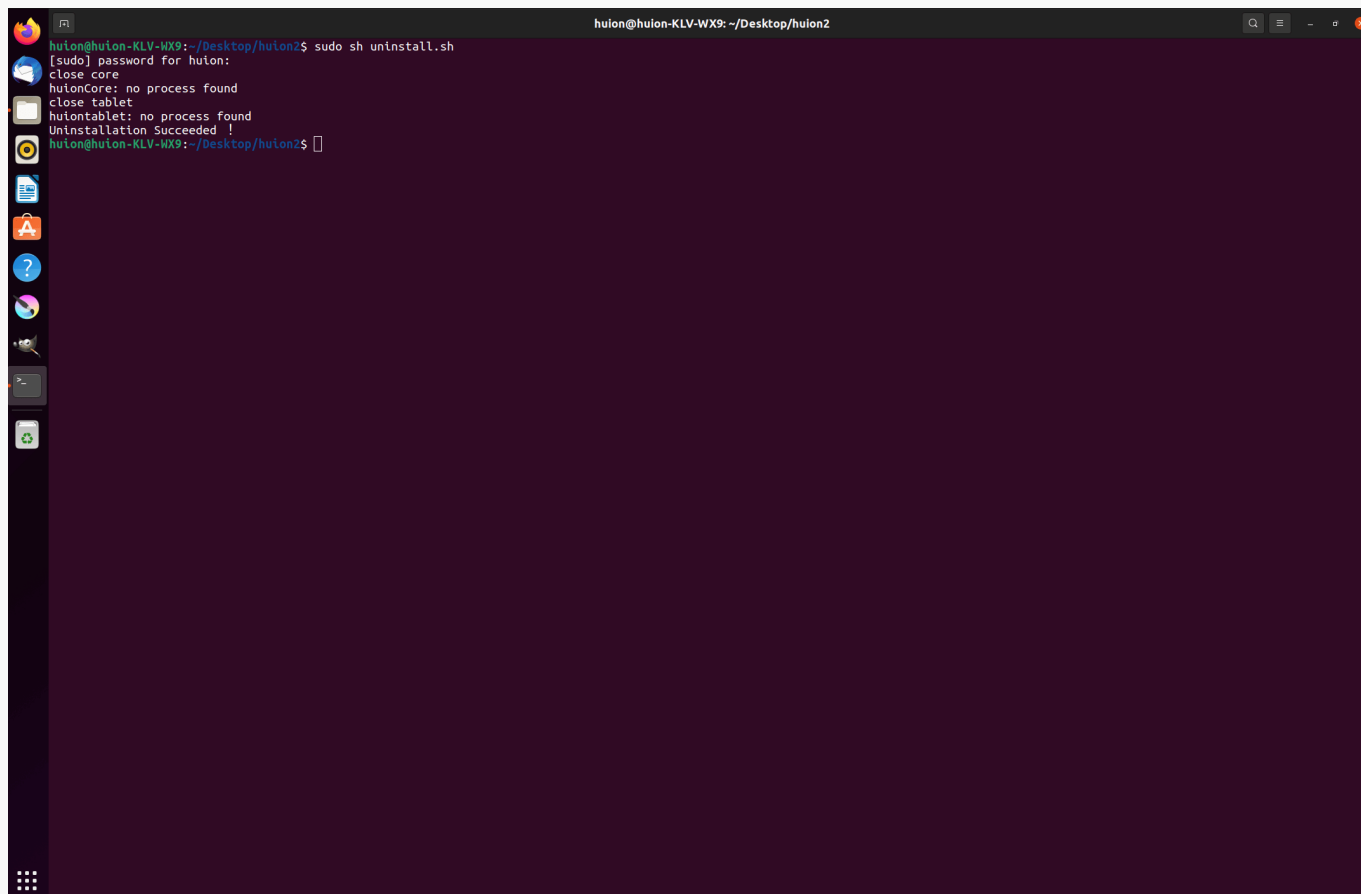 huion@huion-KLV-WX9: ~/Desktop/huion2
huion@huion-KLV-WX9:~/Desktop/huion2$ sudo sh uninstall.sh
[sudo] password for huion:
close core
huionCore: no process found
close tablet
huiontablet: no process found
Uninstallation Succeeded !
huion@huion-KLV-WX9:~/Desktop/huion2$